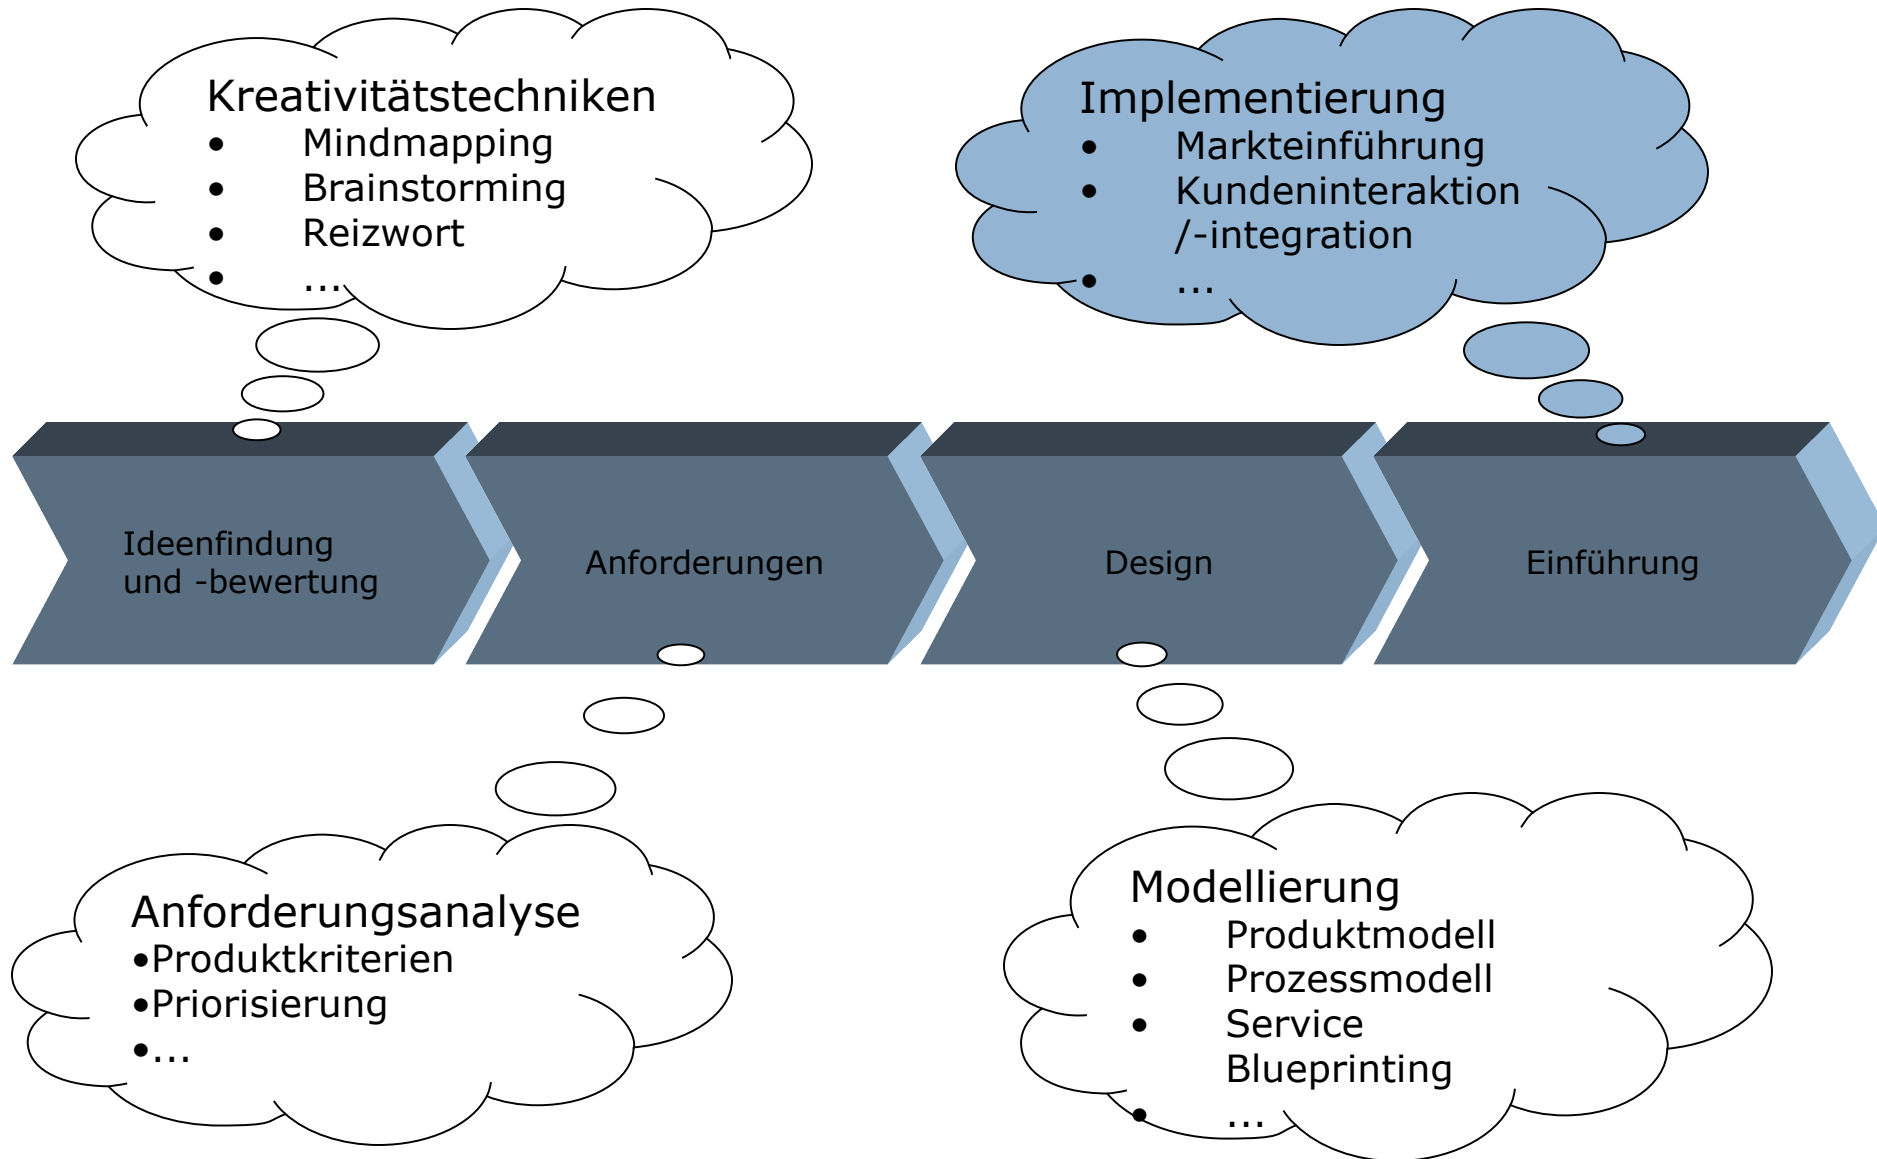 Kreativitätstechniken
• Mindmapping
• Brainstorming
• Reizwort
• ...
Implementierung
• Markteinführung
• Kundeninteraktion
/-integration
• ...
Ideenfindung
und -bewertung
Anforderungen
Design
Einführung
Anforderungsanalyse
•Produktkriterien
•Priorisierung
•...
Modellierung
• Produktmodell
• Prozessmodell
• Service
Blueprinting
• ...